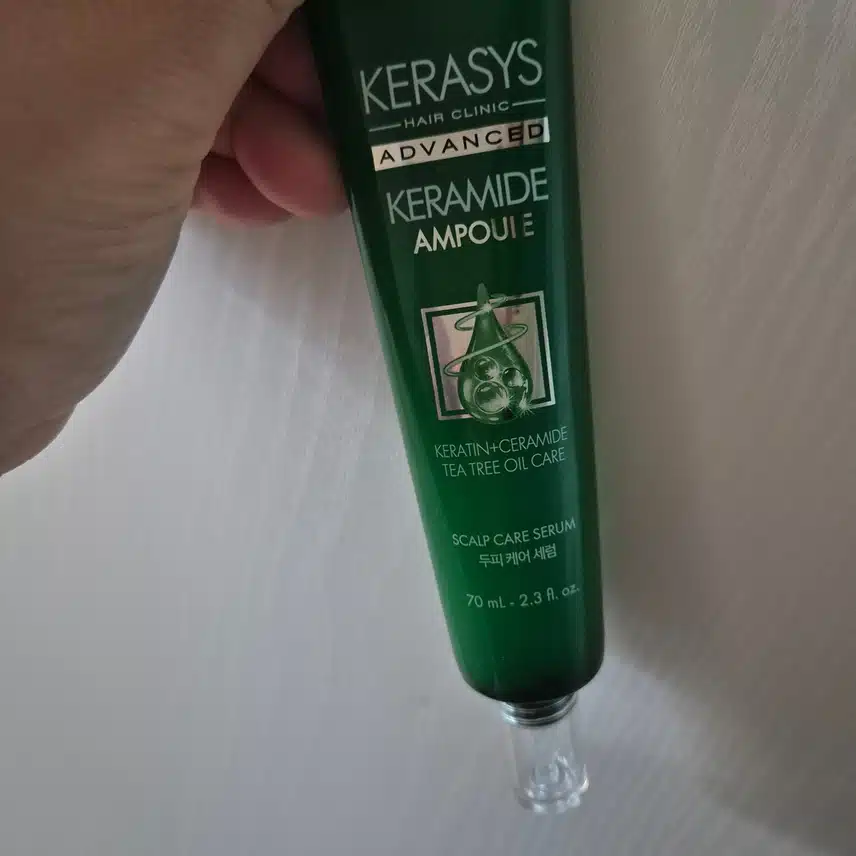 KERASYS
HAIR CLINIC
ADVANCED
KERAMIDE
AMPOULE
KERATIN+CERAMIDE
TEA TREE OIL CARE
SCALP CARE SERUM
두피 케어 세럼
70 mL - 2.3 fl. oz.